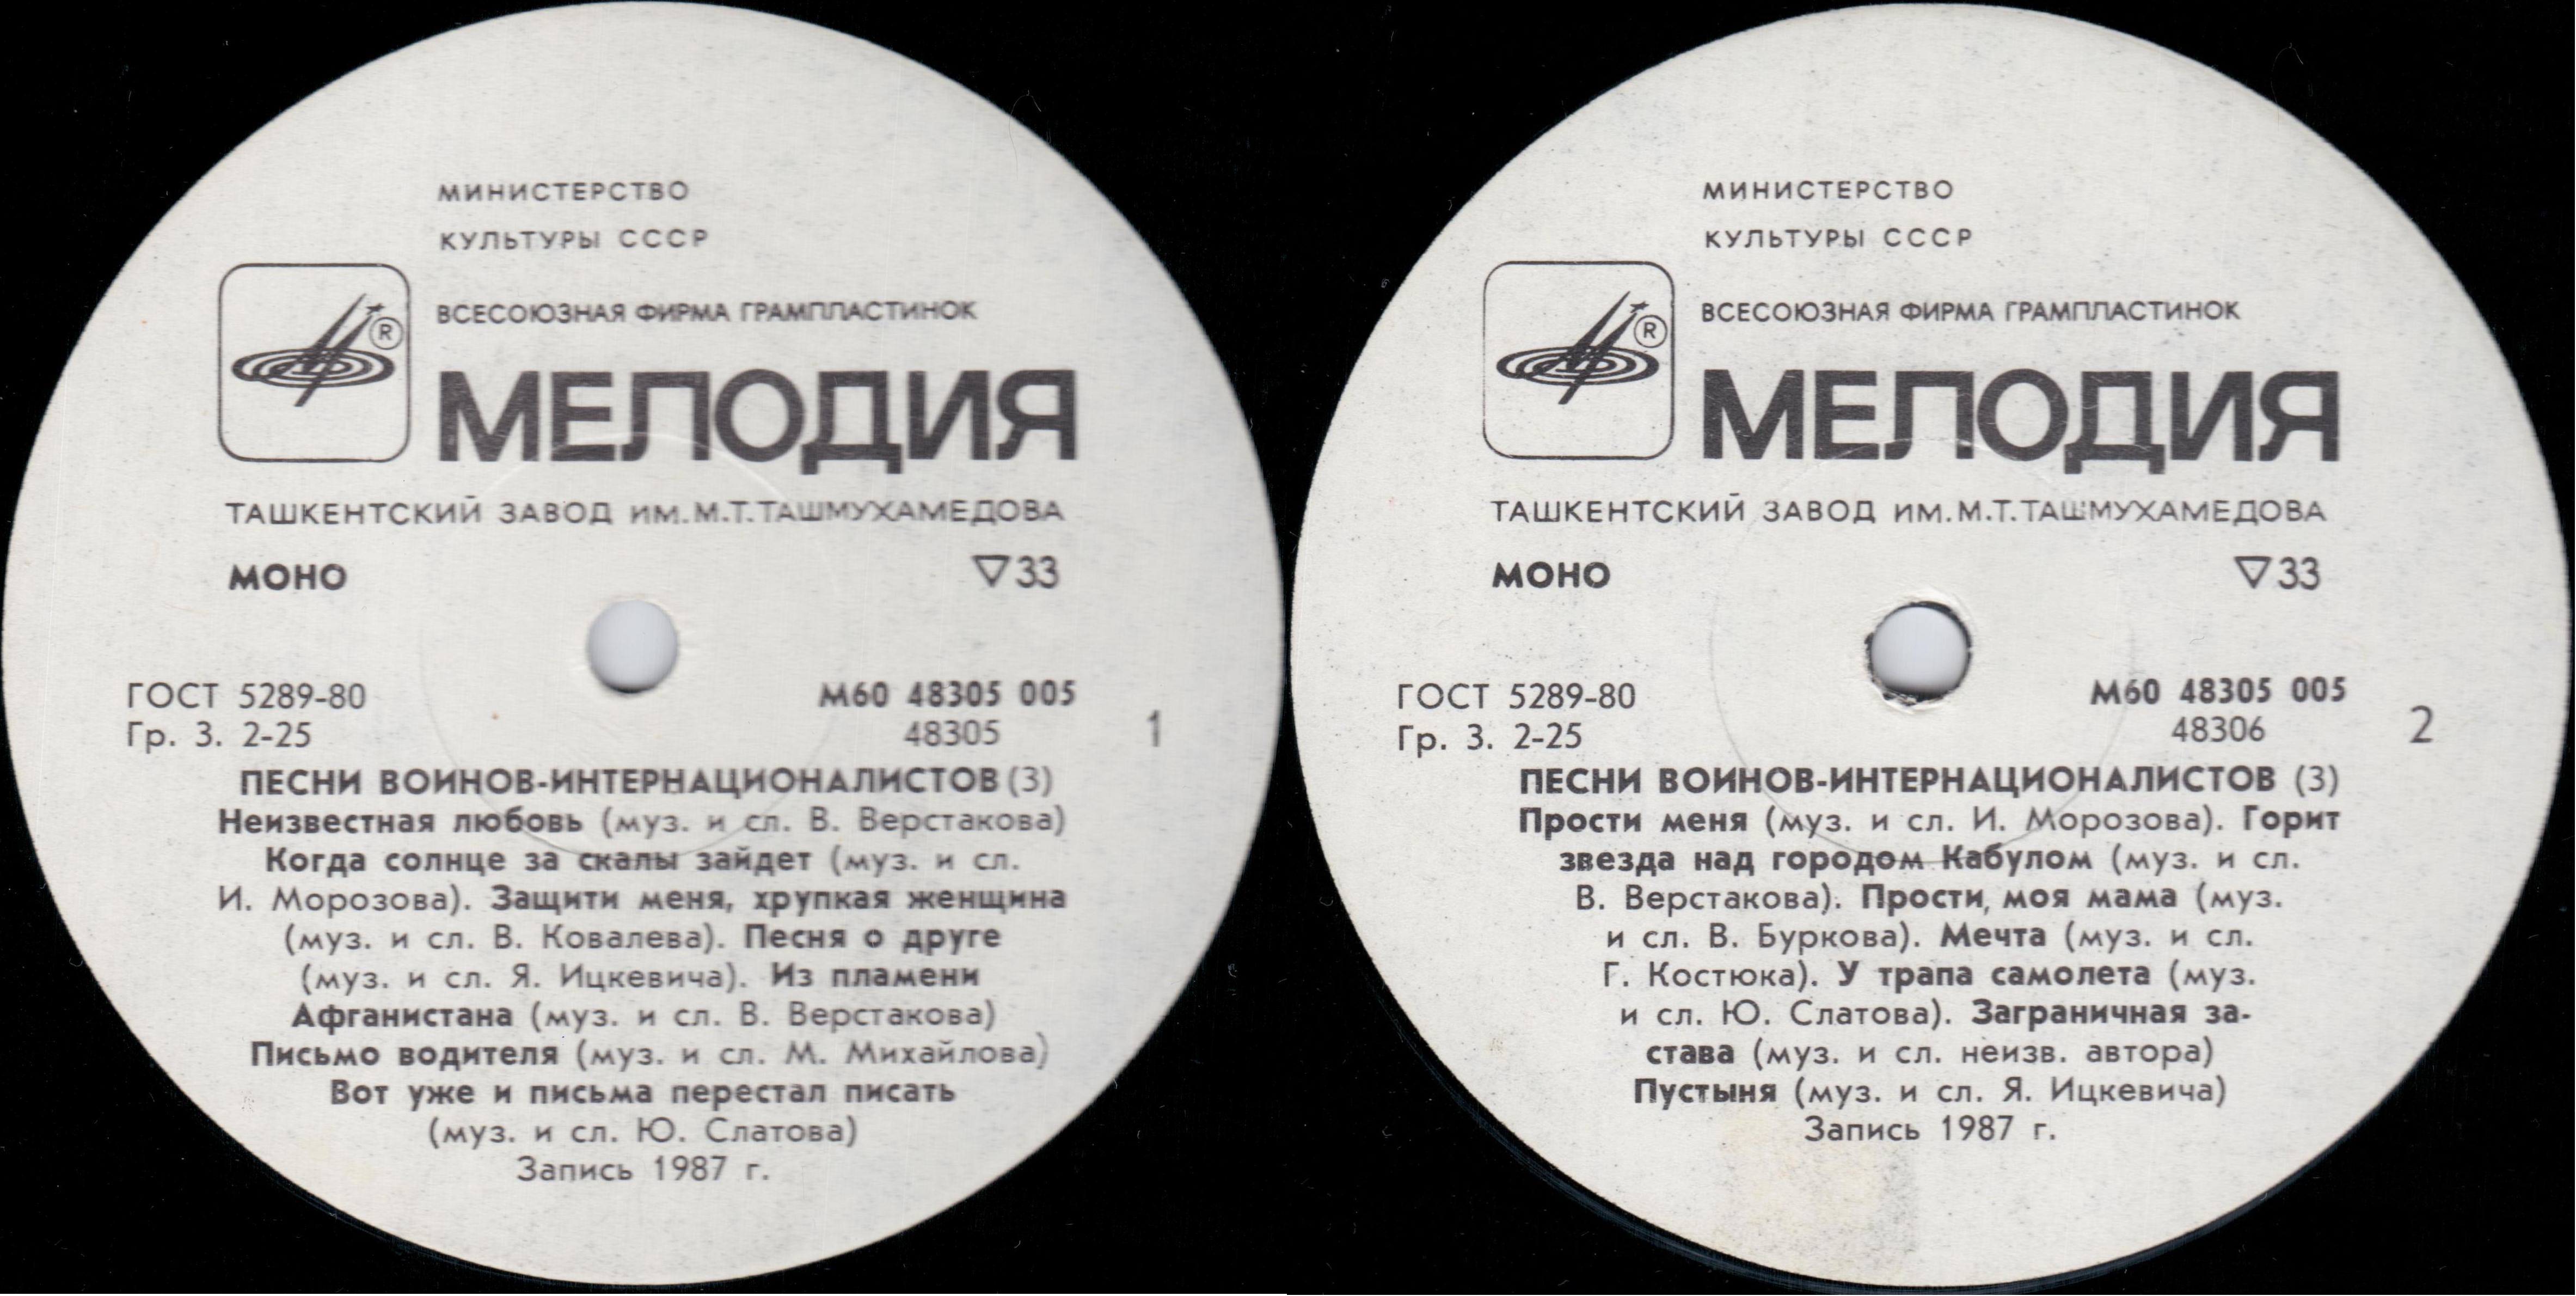 МИНИСТЕРСТВО
КУЛЬТУРЫ СССР
ВСЕСОЮЗНАЯ ФИРМА ГРАМПЛАСТИНОК
®
МЕЛОДИЯ
ТАШКЕНТСКИЙ ЗАВОД ИМ.М.Т.ТАШМУХАМЕДОВА
МОНО ▽33
ГОСТ 5289-80 М60 48305 005
Гр. 3. 2-25 48305 1
ПЕСНИ ВОИНОВ-ИНТЕРНАЦИОНАЛИСТОВ (3)
Неизвестная любовь (муз. и сл. В. Верстакова)
Когда солнце за скалы зайдет (муз. и сл.
И. Морозова). Защити меня, хрупкая женщина
(муз. и сл. В. Ковалева). Песня о друге
(муз. и сл. Я. Ицкевича). Из пламени
Афганистана (муз. и сл. В. Верстакова)
Письмо водителя (муз. и сл. М. Михайлова)
Вот уже и письма перестал писать
(муз. и сл. Ю. Слатова)
Запись 1987 г.
МИНИСТЕРСТВО
КУЛЬТУРЫ СССР
ВСЕСОЮЗНАЯ ФИРМА ГРАМПЛАСТИНОК
®
МЕЛОДИЯ
ТАШКЕНТСКИЙ ЗАВОД ИМ.М.Т.ТАШМУХАМЕДОВА
МОНО ▽33
ГОСТ 5289-80 М60 48305 005
Гр. 3. 2-25 48306 2
ПЕСНИ ВОИНОВ-ИНТЕРНАЦИОНАЛИСТОВ (3)
Прости меня (муз. и сл. И. Морозова). Горит
звезда над городом Кабулом (муз. и сл.
В. Верстакова). Прости, моя мама (муз.
и сл. В. Буркова). Мечта (муз. и сл.
Г. Костюка). У трапа самолета (муз.
и сл. Ю. Слатова). Заграничная за-
става (муз. и сл. неизв. автора)
Пустыня (муз. и сл. Я. Ицкевича)
Запись 1987 г.